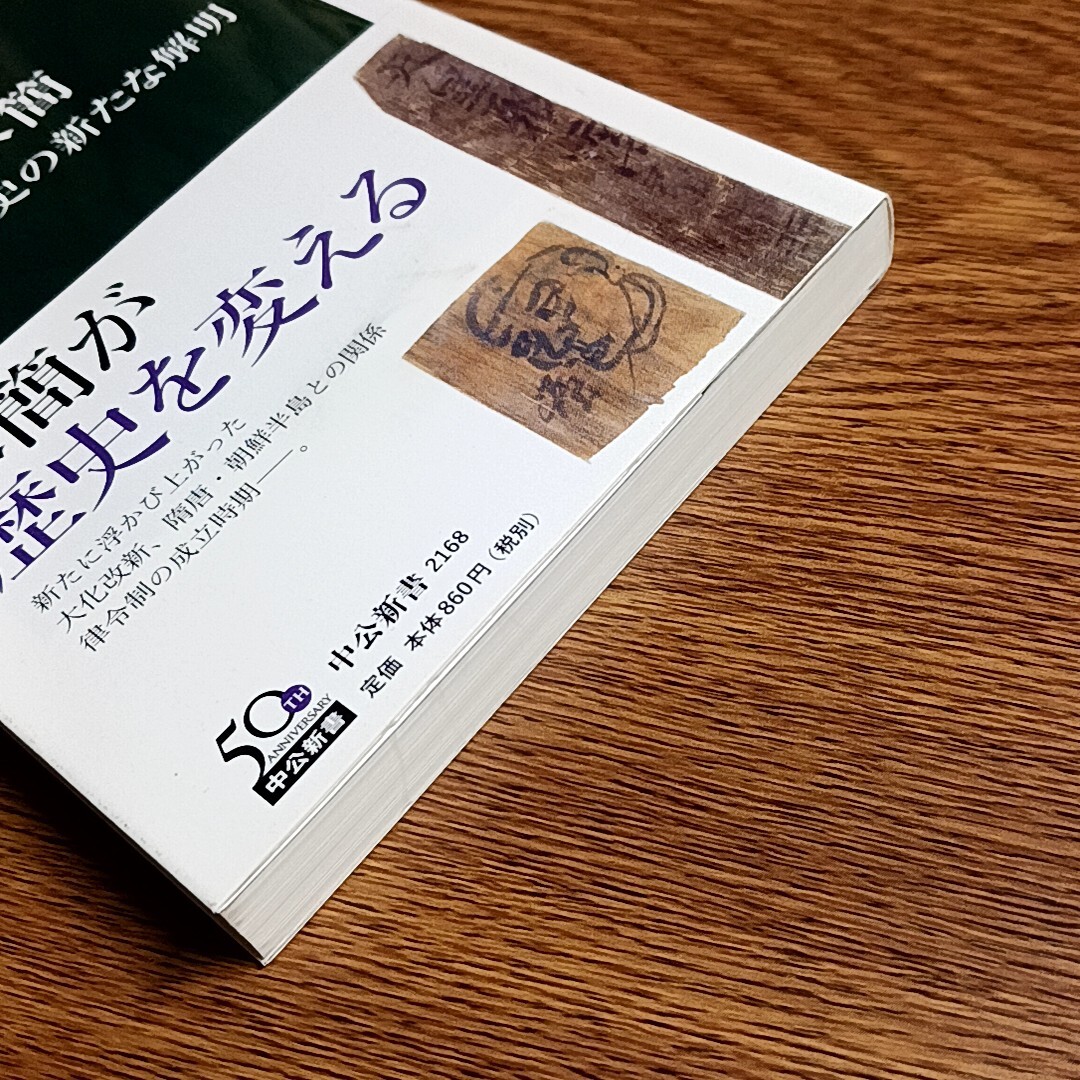 簡
史の新たな解明
簡が
歴史を変える
新たに浮かび上がった
大化改新、隋唐・朝鮮半島との関係
律令制の成立時期――。
中公新書 2168
定価 本体860円(税別)
50TH
ANNIVERSARY
中公新書